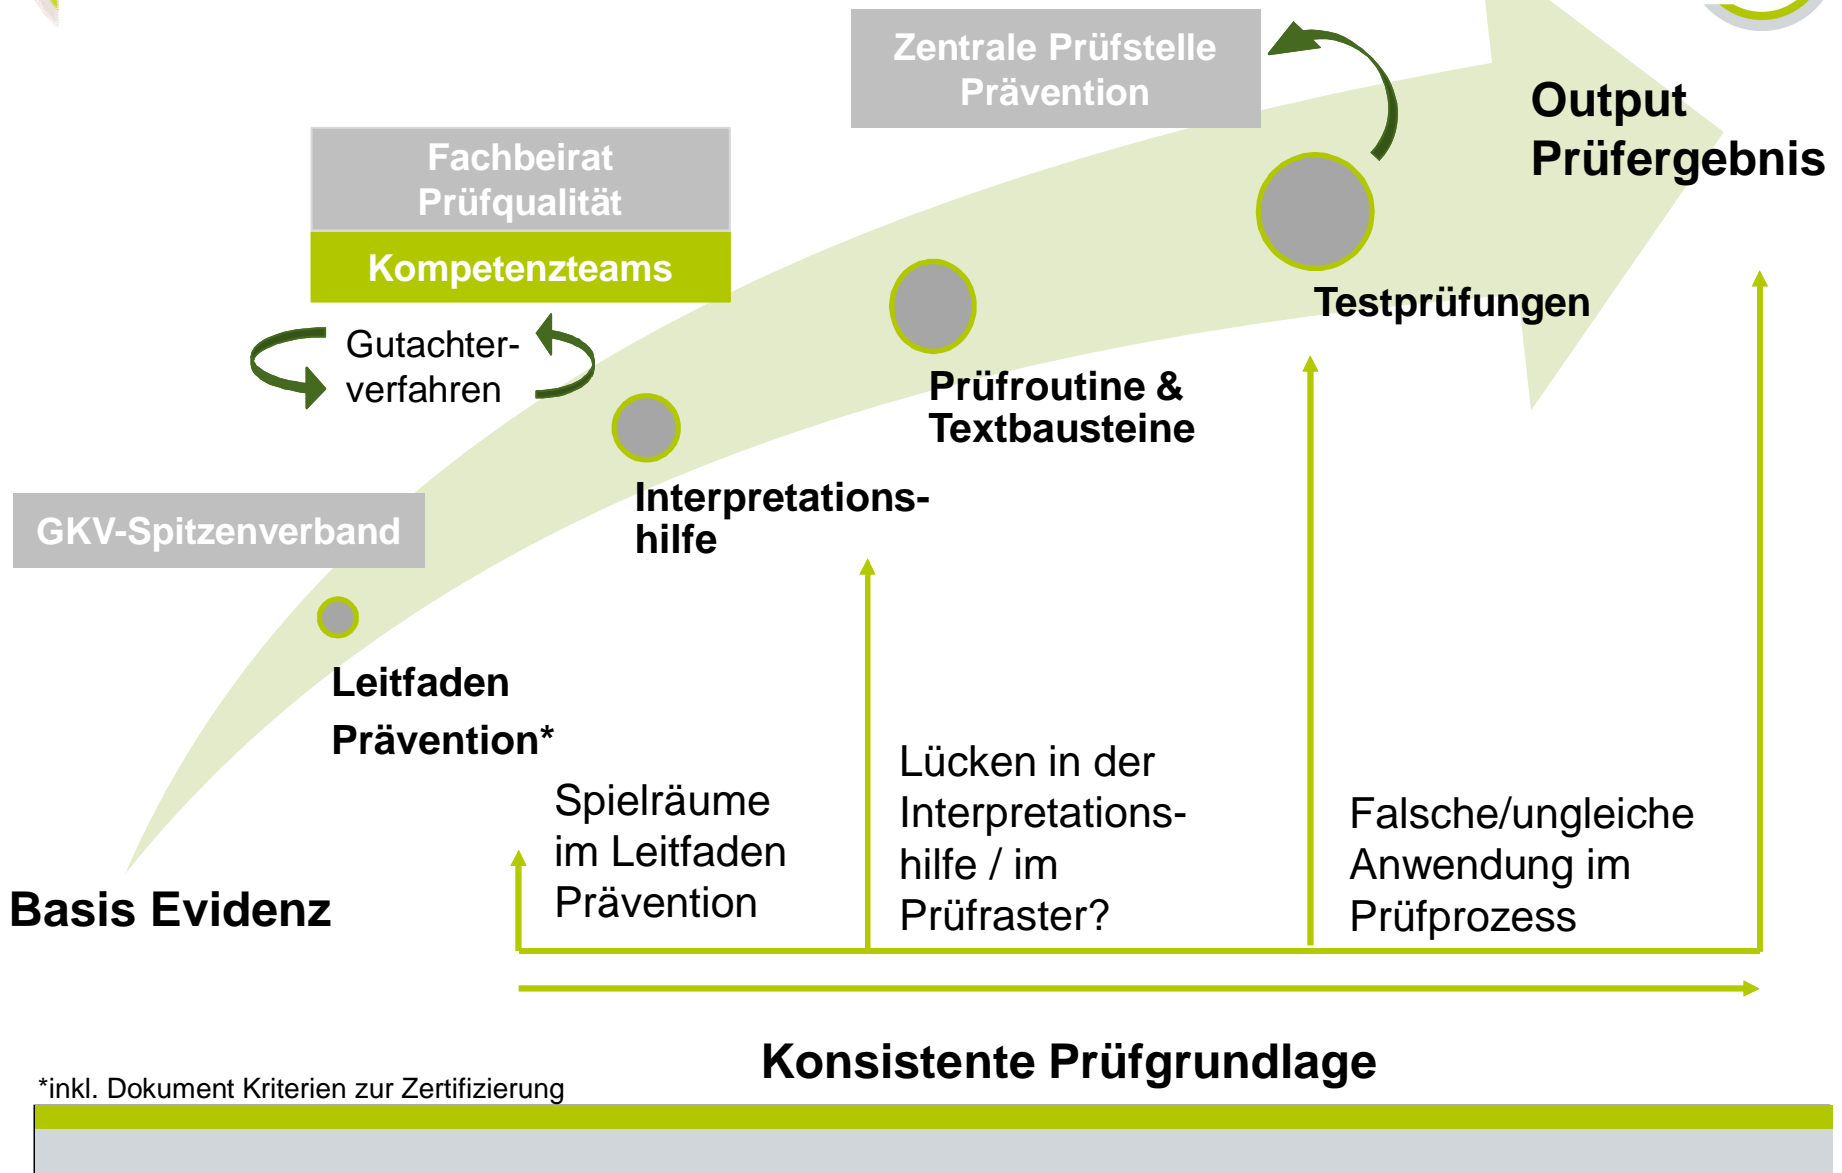 Zentrale Prüfstelle
Prävention
Output
Prüfergebnis
Fachbeirat
Prüfqualität
Kompetenzteams
Gutachter-
verfahren
Testprüfungen
Prüfroutine &
Textbausteine
Interpretations-
hilfe
GKV-Spitzenverband
Leitfaden
Prävention*
Basis Evidenz
Spielräume
im Leitfaden
Prävention
Lücken in der
Interpretations-
hilfe / im
Prüfraster?
Falsche/ungleiche
Anwendung im
Prüfprozess
Konsistente Prüfgrundlage
*inkl. Dokument Kriterien zur Zertifizierung